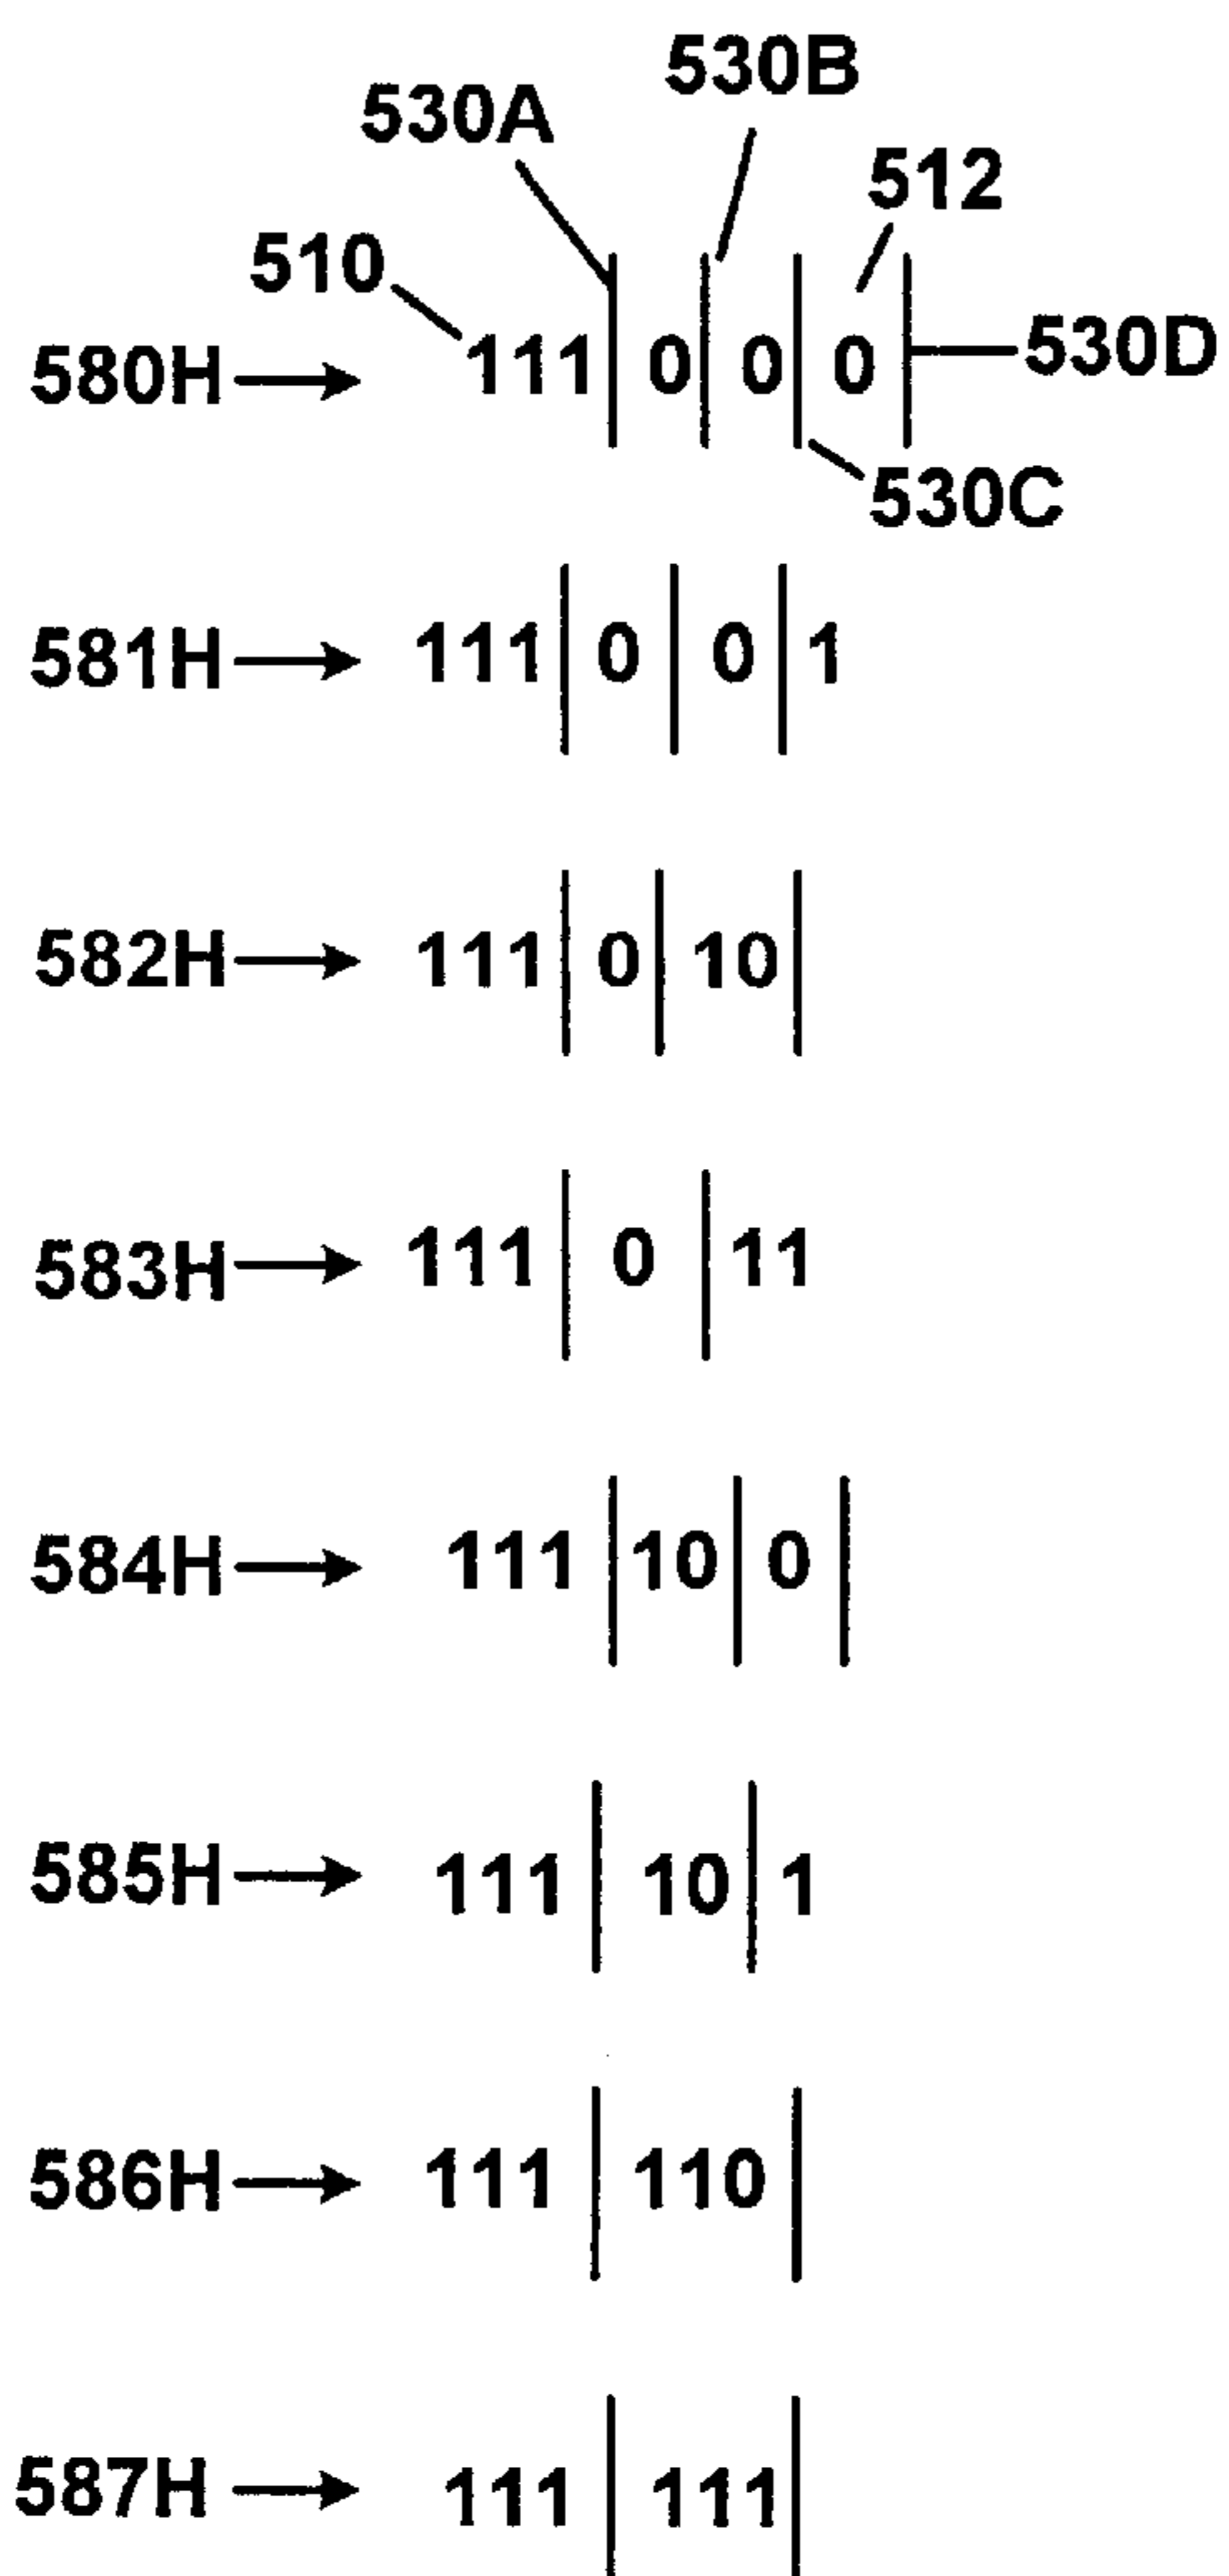 530B
530A
512
510
580H 111 | 0 | 0 | 0 | 530D
530C
581H 111 | 0 | 0 | 1
582H 111 | 0 | 10 |
583H 111 | 0 | 11
584H 111 | 10 | 0 |
585H 111 | 10 | 1
586H 111 | 110 |
587H 111 | 111 |